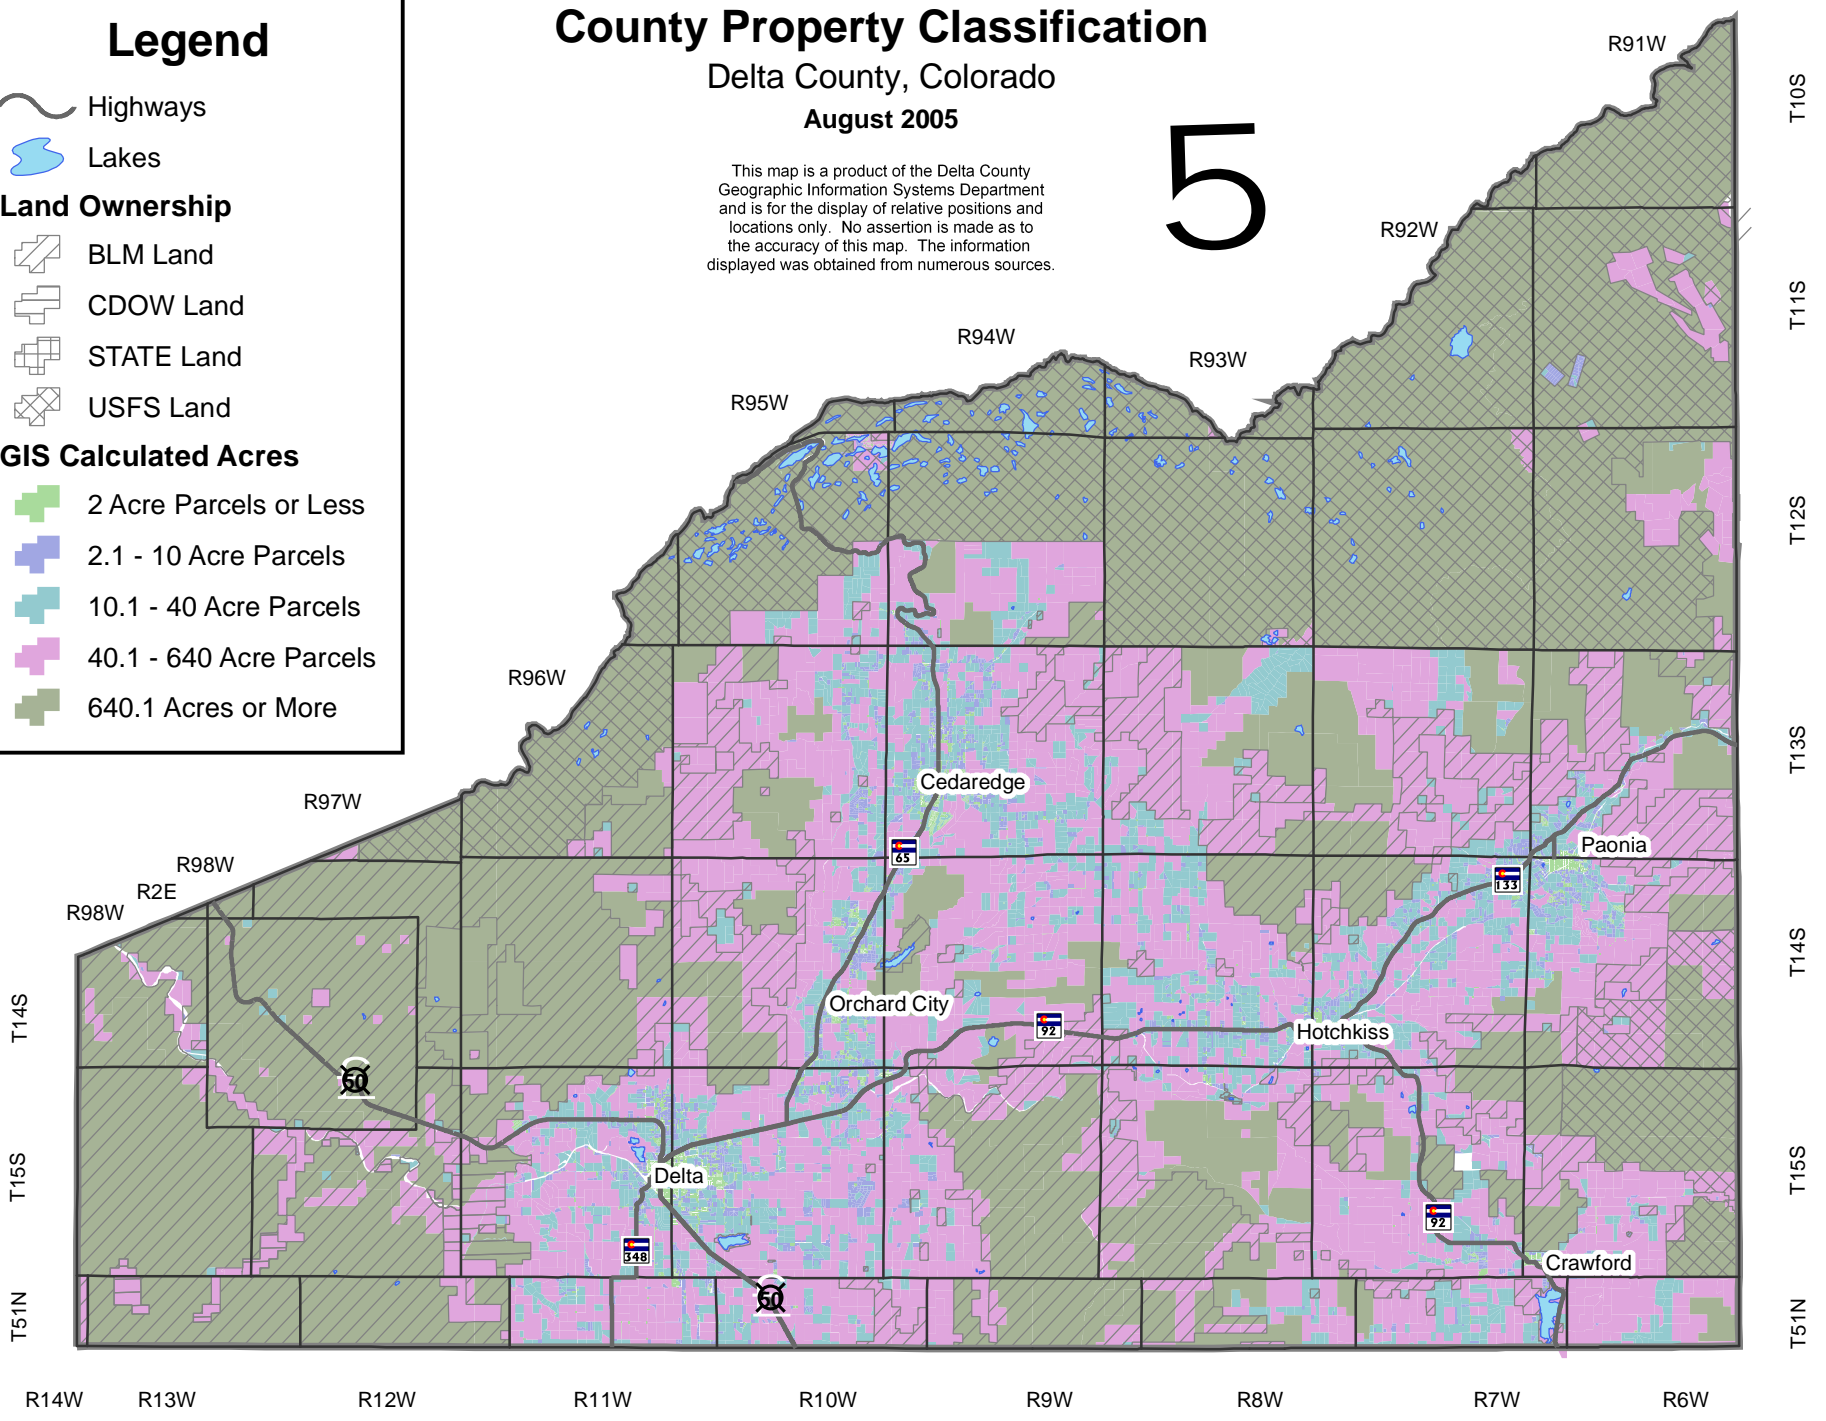 Legend
Highways
Lakes
Land Ownership
BLM Land
CDOW Land
STATE Land
USFS Land
GIS Calculated Acres
2 Acre Parcels or Less
2.1 - 10 Acre Parcels
10.1 - 40 Acre Parcels
40.1 - 640 Acre Parcels
640.1 Acres or More
County Property Classification
Delta County, Colorado
August 2005
This map is a product of the Delta County
Geographic Information Systems Department
and is for the display of relative positions and
locations only.  No assertion is made as to
the accuracy of this map.  The information
displayed was obtained from numerous sources.
5
R91W
T10S
R92W
T11S
R94W
R93W
R95W
T12S
R96W
T13S
Cedaredge
R97W
65
Paonia
R98W
133
R2E
R98W
T14S
T14S
Orchard City
92
Hotchkiss
50
T15S
T15S
Delta
92
348
Crawford
50
T51N
T51N
R14W
R13W
R12W
R11W
R10W
R9W
R8W
R7W
R6W